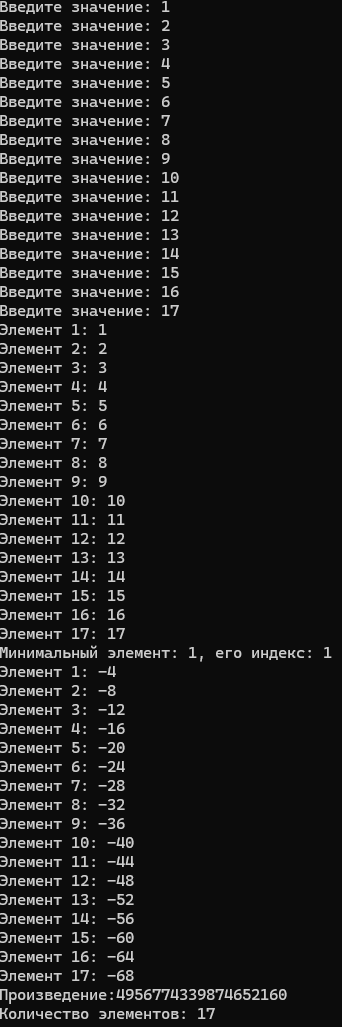 Введите значение: 1
Введите значение: 2
Введите значение: 3
Введите значение: 4
Введите значение: 5
Введите значение: 6
Введите значение: 7
Введите значение: 8
Введите значение: 9
Введите значение: 10
Введите значение: 11
Введите значение: 12
Введите значение: 13
Введите значение: 14
Введите значение: 15
Введите значение: 16
Введите значение: 17
Элемент 1: 1
Элемент 2: 2
Элемент 3: 3
Элемент 4: 4
Элемент 5: 5
Элемент 6: 6
Элемент 7: 7
Элемент 8: 8
Элемент 9: 9
Элемент 10: 10
Элемент 11: 11
Элемент 12: 12
Элемент 13: 13
Элемент 14: 14
Элемент 15: 15
Элемент 16: 16
Элемент 17: 17
Минимальный элемент: 1, его индекс: 1
Элемент 1: -4
Элемент 2: -8
Элемент 3: -12
Элемент 4: -16
Элемент 5: -20
Элемент 6: -24
Элемент 7: -28
Элемент 8: -32
Элемент 9: -36
Элемент 10: -40
Элемент 11: -44
Элемент 12: -48
Элемент 13: -52
Элемент 14: -56
Элемент 15: -60
Элемент 16: -64
Элемент 17: -68
Произведение:4956774339874652160
Количество элементов: 17